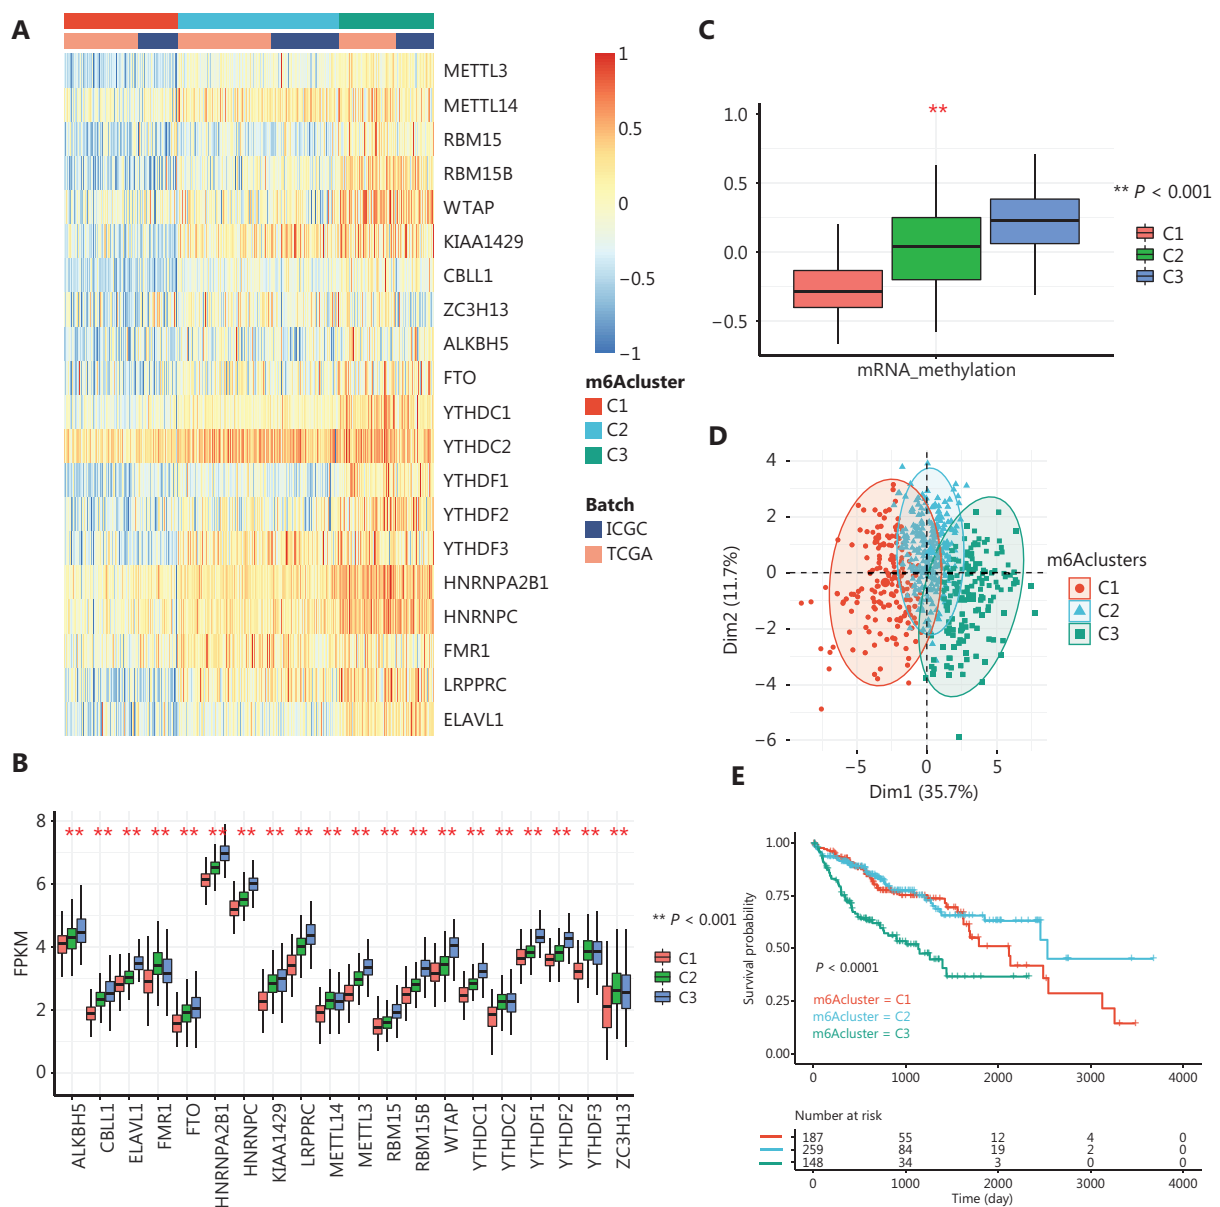 A
METTL3
METTL14
RBM15
RBM15B
WTAP
KIAA1429
CBLL1
ZC3H13
ALKBH5
FTO
YTHDC1
YTHDC2
YTHDF1
YTHDF2
YTHDF3
HNRNPA2B1
HNRNPC
FMR1
LRPPRC
ELAVL1
1
0.5
0
−0.5
−1
m6Acluster
C1
C2
C3
Batch
ICGC
TCGA
B
FPKM
8
6
4
2
0
** ** ** ** ** ** ** ** ** ** ** ** ** ** ** ** ** ** ** **
ALKBH5
CBLL1
ELAVL1
FMR1
FTO
HNRNPA2B1
HNRNPC
KIAA1429
LRPPRC
METTL14
METTL3
RBM15
RBM15B
WTAP
YTHDC1
YTHDC2
YTHDF1
YTHDF2
YTHDF3
ZC3H13
** P < 0.001
C1
C2
C3
C
1.0
0.5
0.0
−0.5
**
mRNA_methylation
** P < 0.001
C1
C2
C3
D
Dim2 (11.7%)
4
2
0
−2
−4
−6
−5 0 5
Dim1 (35.7%)
m6Aclusters
C1
C2
C3
E
Survival probability
1.00
0.75
0.50
0.25
0.00
P < 0.0001
m6Acluster = C1
m6Acluster = C2
m6Acluster = C3
0 1000 2000 3000 4000
Number at risk
187 55 12 4 0
259 84 19 2 0
148 34 3 0 0
0 1000 2000 3000 4000
Time (day)